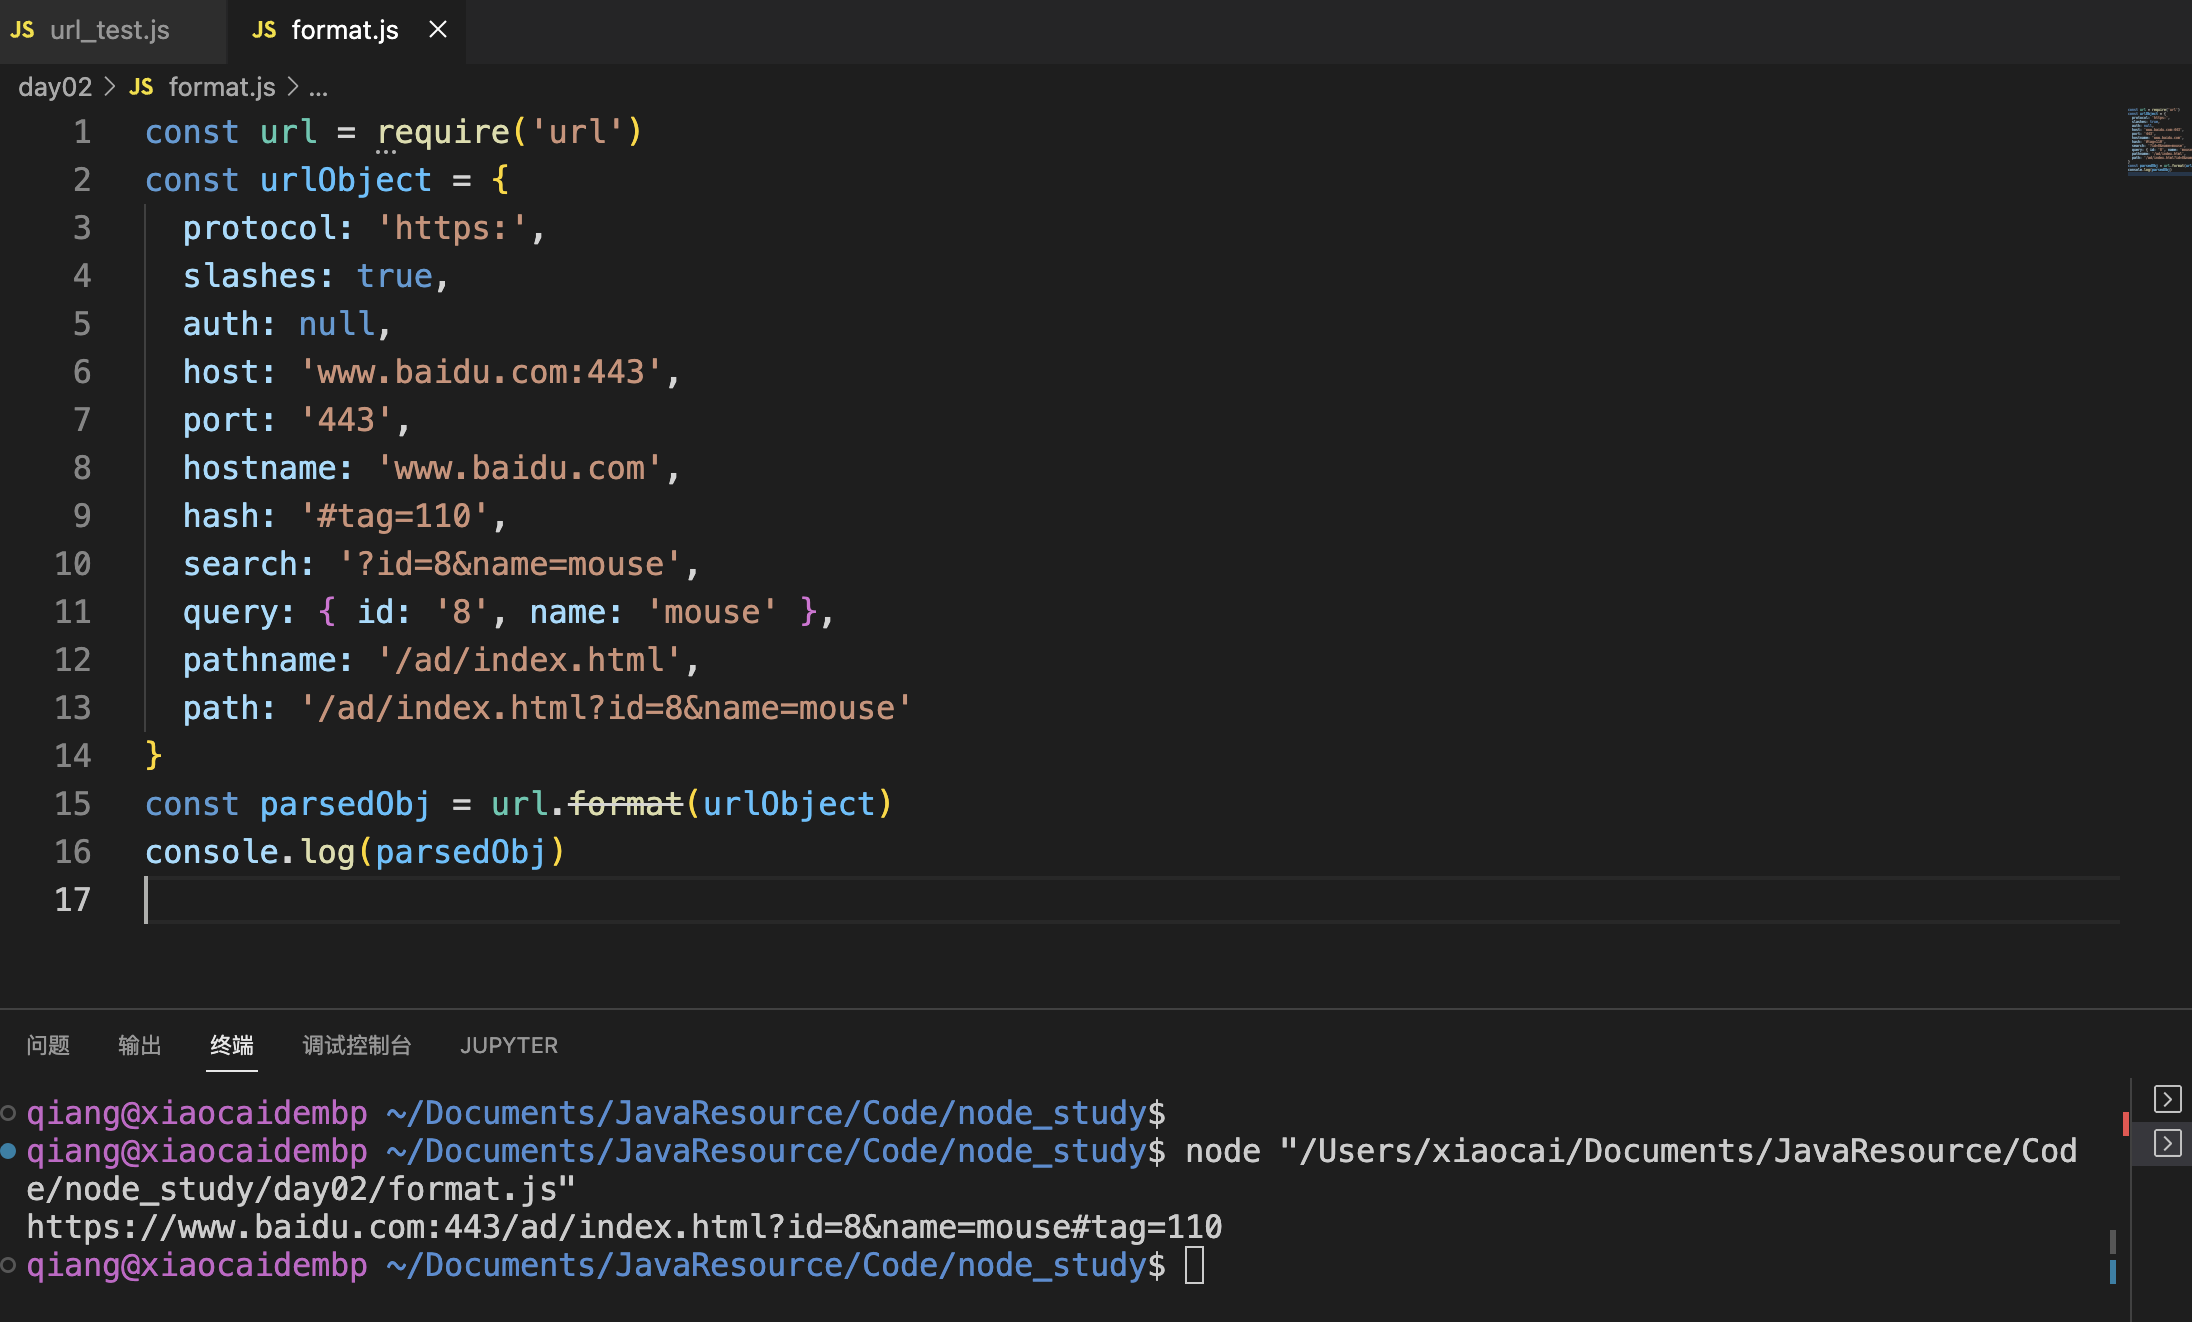 JS url_test.js JS format.js
day02 > JS format.js > ...
1 const url = require('url')
2 const urlObject = {
3 protocol: 'https:',
4 slashes: true,
5 auth: null,
6 host: 'www.baidu.com:443',
7 port: '443',
8 hostname: 'www.baidu.com',
9 hash: '#tag=110',
10 search: '?id=8&name=mouse',
11 query: { id: '8', name: 'mouse' },
12 pathname: '/ad/index.html',
13 path: '/ad/index.html?id=8&name=mouse'
14 }
15 const parsedObj = url.format(urlObject)
16 console.log(parsedObj)
17
问题 输出 终端 调试控制台 JUPYTER
qiang@xiaocaidembp ~/Documents/JavaResource/Code/node_study$
qiang@xiaocaidembp ~/Documents/JavaResource/Code/node_study$ node "/Users/xiaocai/Documents/JavaResource/Cod
e/node_study/day02/format.js"
https://www.baidu.com:443/ad/index.html?id=8&name=mouse#tag=110
qiang@xiaocaidembp ~/Documents/JavaResource/Code/node_study$